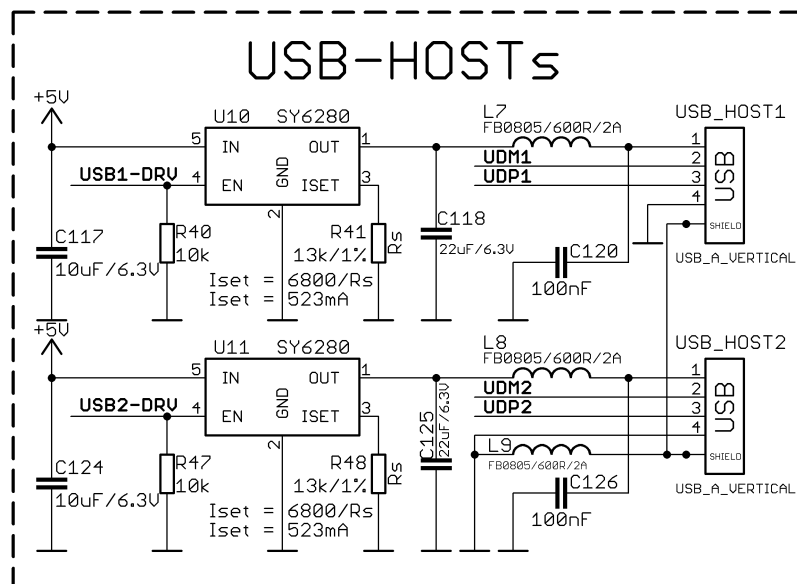 USB-HOSTs
+5V
U10 SY6280
5 IN OUT 1
USB1-DRV 4 EN GND ISET 3
2
C117
10uF/6.3V
R40
10k
R41
13k/1%
Rs
Iset = 6800/Rs
Iset = 523mA
C118
22uF/6.3V
L7
FB0805/600R/2A
UDM1
UDP1
C120
100nF
USB_HOST1
1
2
3
4
USB
SHIELD
USB_A_VERTICAL
+5V
U11 SY6280
5 IN OUT 1
USB2-DRV 4 EN GND ISET 3
2
C124
10uF/6.3V
R47
10k
R48
13k/1%
Rs
Iset = 6800/Rs
Iset = 523mA
C125
22uF/6.3V
L8
FB0805/600R/2A
UDM2
UDP2
L9
FB0805/600R/2A
C126
100nF
USB_HOST2
1
2
3
4
USB
SHIELD
USB_A_VERTICAL